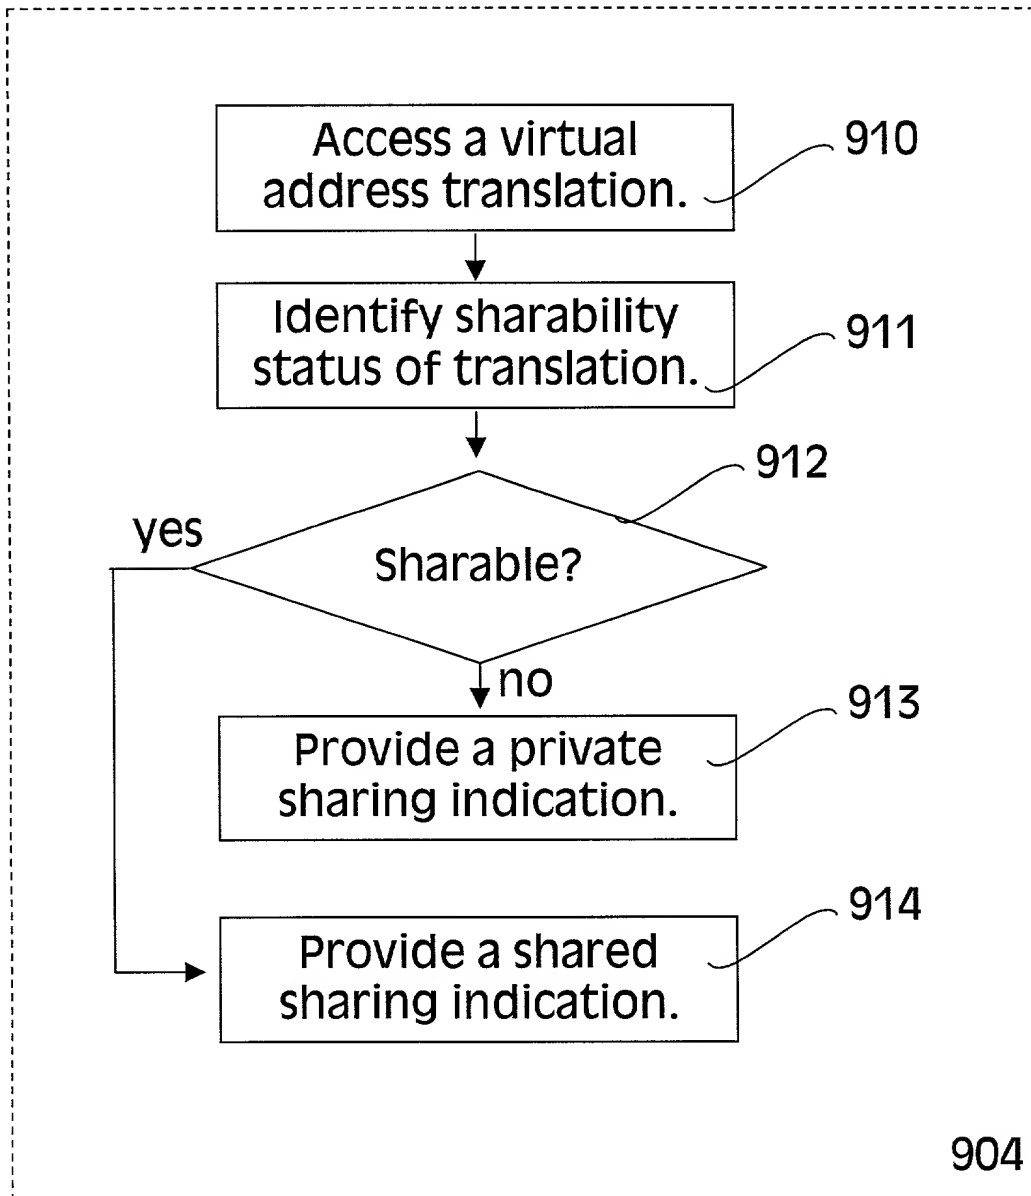 Access a virtual
address translation.
910
Identify sharability
status of translation.
911
912
yes
Sharable?
no
Provide a private
sharing indication.
913
Provide a shared
sharing indication.
914
904